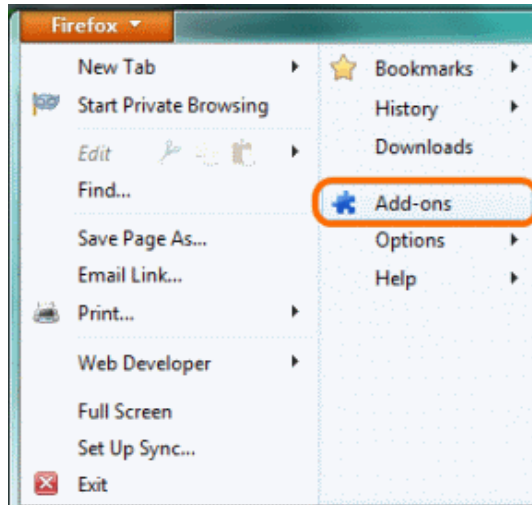 Firefox
New Tab
Start Private Browsing
Edit
Find...
Save Page As...
Email Link...
Print...
Web Developer
Full Screen
Set Up Sync...
Exit
Bookmarks
History
Downloads
Add-ons
Options
Help